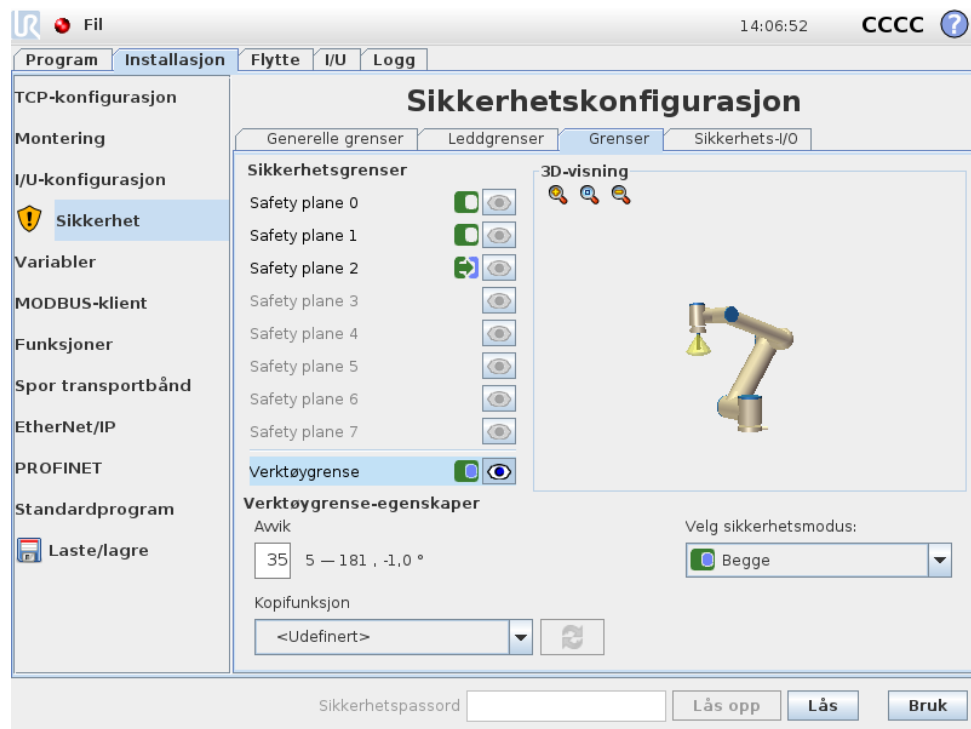 UR Fil 14:06:52 CCCC ?
Program Installasjon Flytte I/U Logg
TCP-konfigurasjon
Montering
I/U-konfigurasjon
Sikkerhet
Variabler
MODBUS-klient
Funksjoner
Spor transportbånd
EtherNet/IP
PROFINET
Standardprogram
Laste/lagre
Sikkerhetskonfigurasjon
Generelle grenser Leddgrenser Grenser Sikkerhets-I/O
Sikkerhetsgrenser
Safety plane 0
Safety plane 1
Safety plane 2
Safety plane 3
Safety plane 4
Safety plane 5
Safety plane 6
Safety plane 7
Verktøygrense
3D-visning
Verktøygrense-egenskaper
Avvik
35 5 — 181 , -1,0 °
Velg sikkerhetsmodus:
Begge
Kopifunksjon
<Udefinert>
Sikkerhetspassord Lås opp Lås Bruk